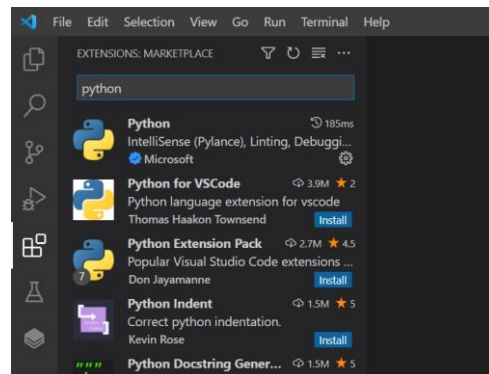 File Edit Selection View Go Run Terminal Help
EXTENSIONS: MARKETPLACE
python
Python 185ms
IntelliSense (Pylance), Linting, Debuggi...
Microsoft
Python for VSCode 3.9M 2
Python language extension for vscode
Thomas Haakon Townsend Install
Python Extension Pack 2.7M 4.5
Popular Visual Studio Code extensions ...
7 Don Jayamanne Install
Python Indent 1.5M 5
Correct python indentation.
Kevin Rose Install
Python Docstring Gener... 1.5M 5